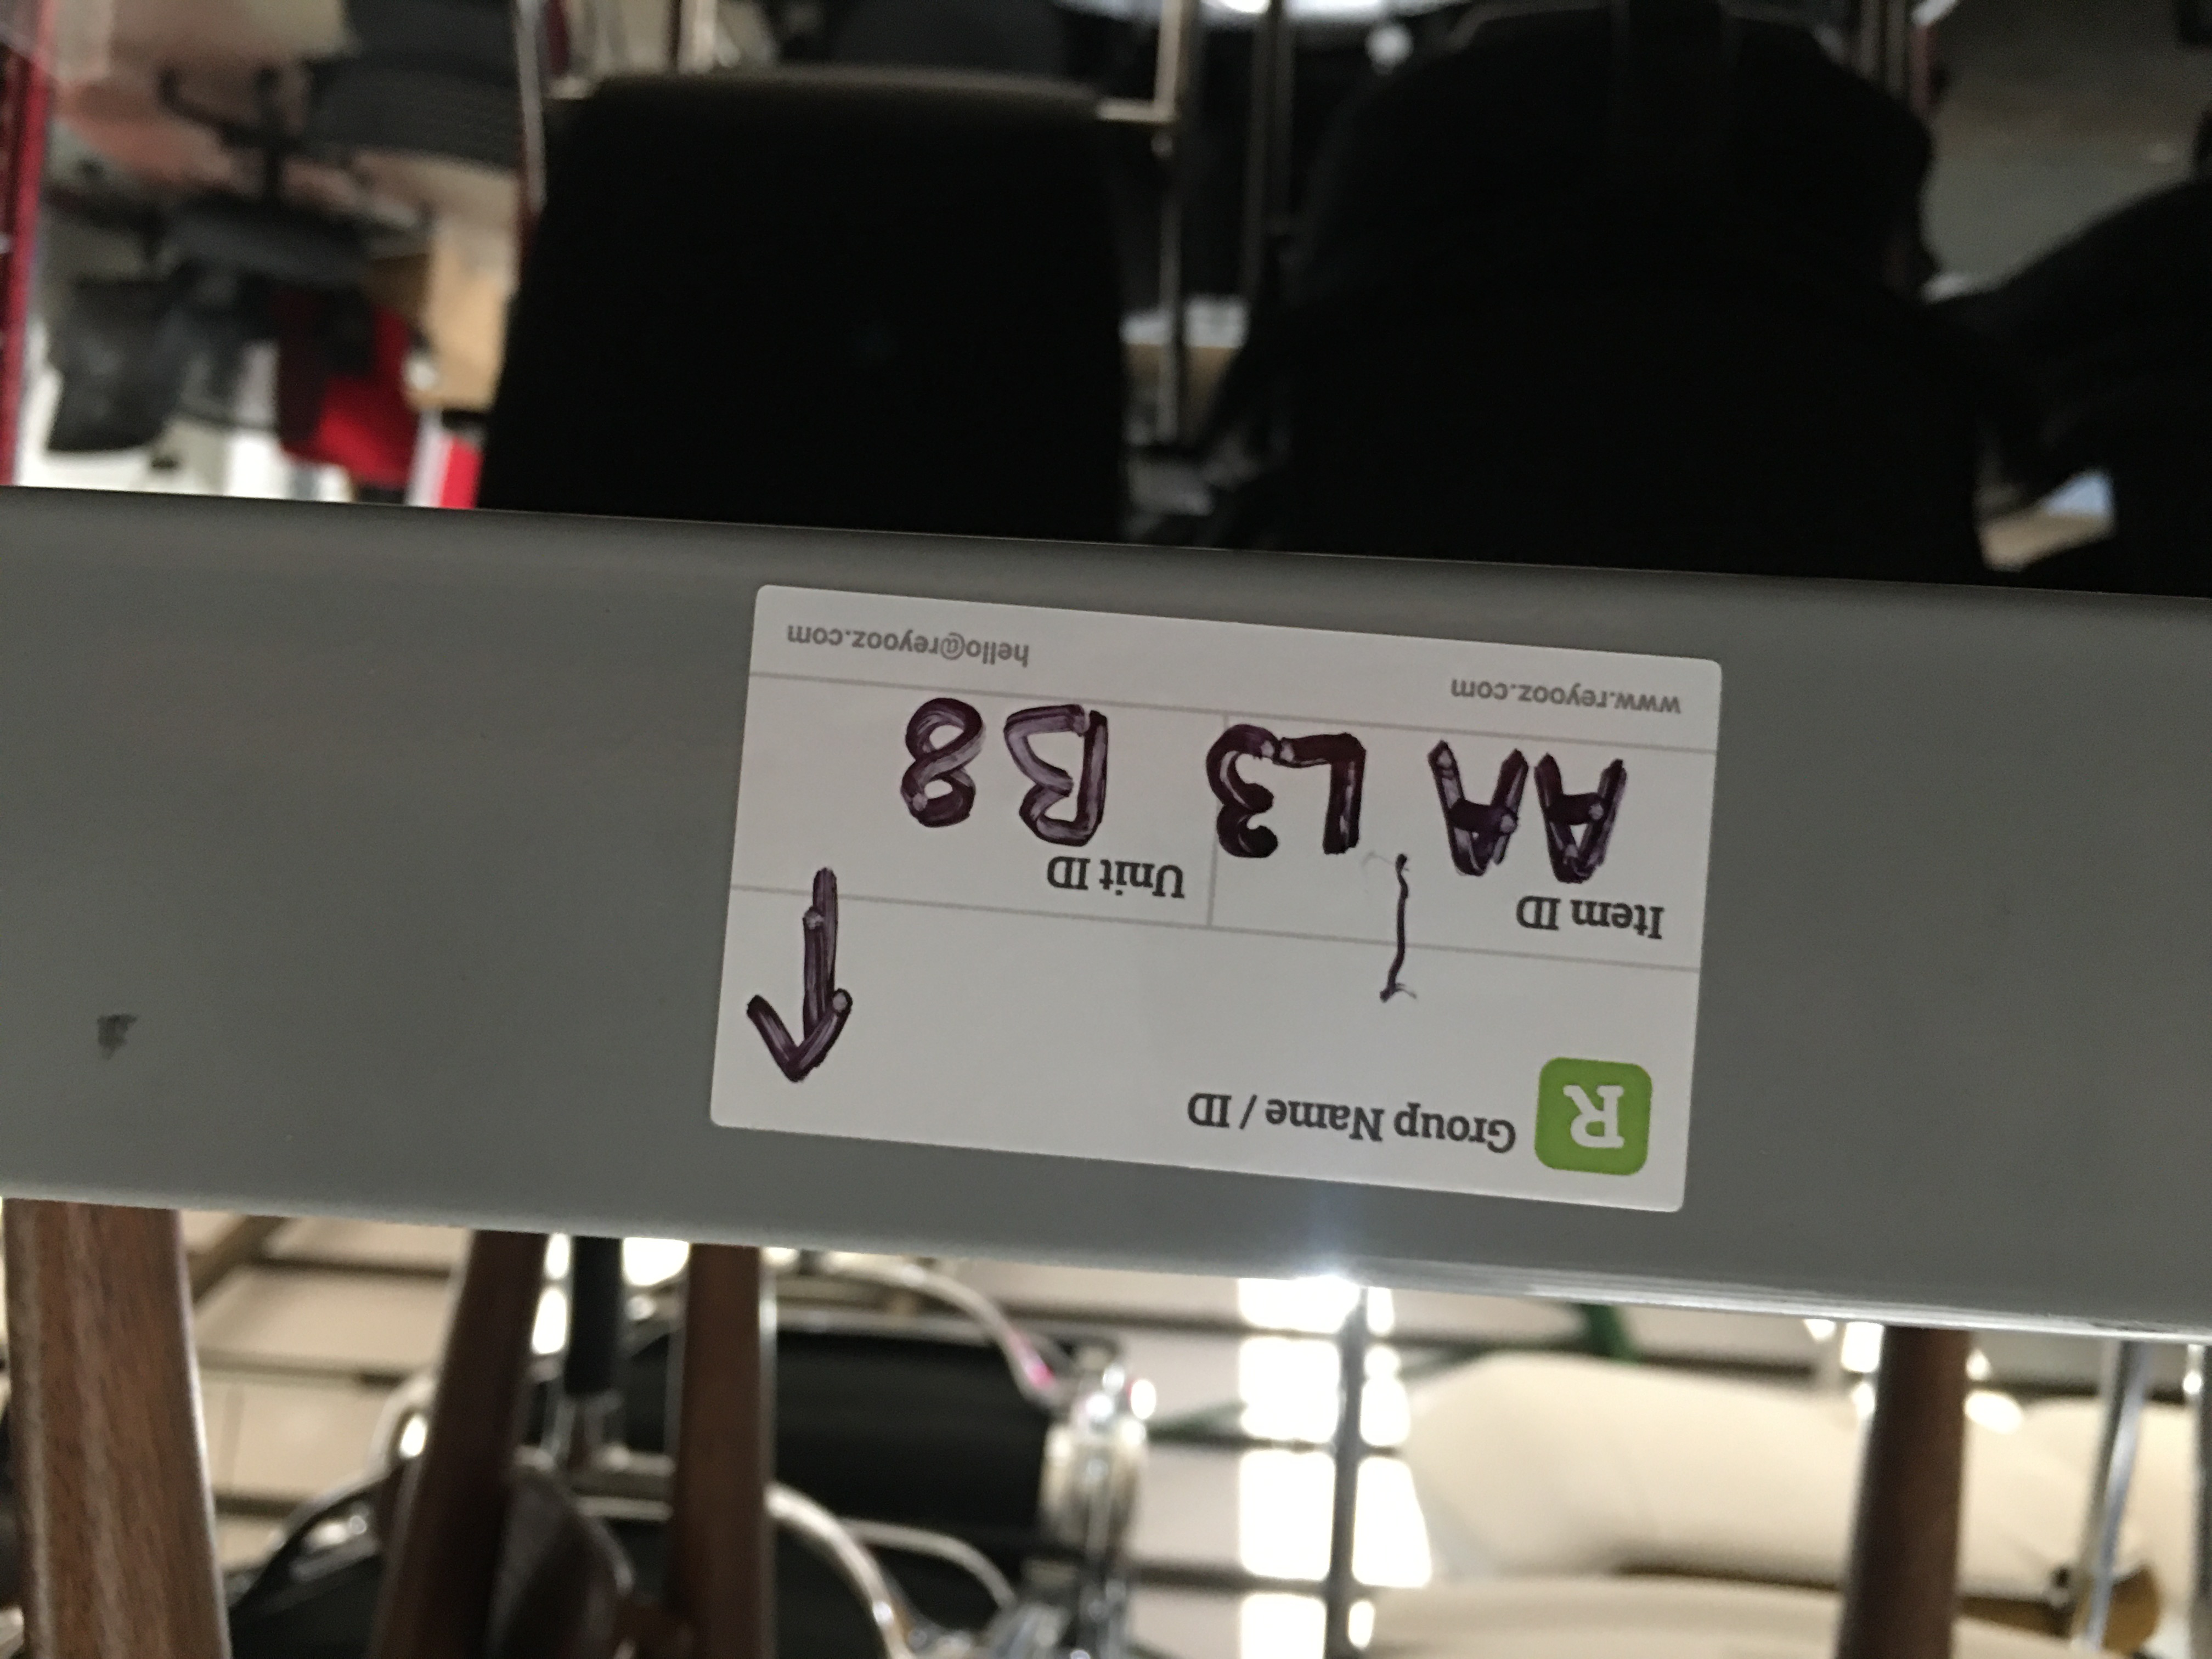 R Group Name / ID
Item ID Unit ID
AA L3 B8
www.reyooz.com hello@reyooz.com